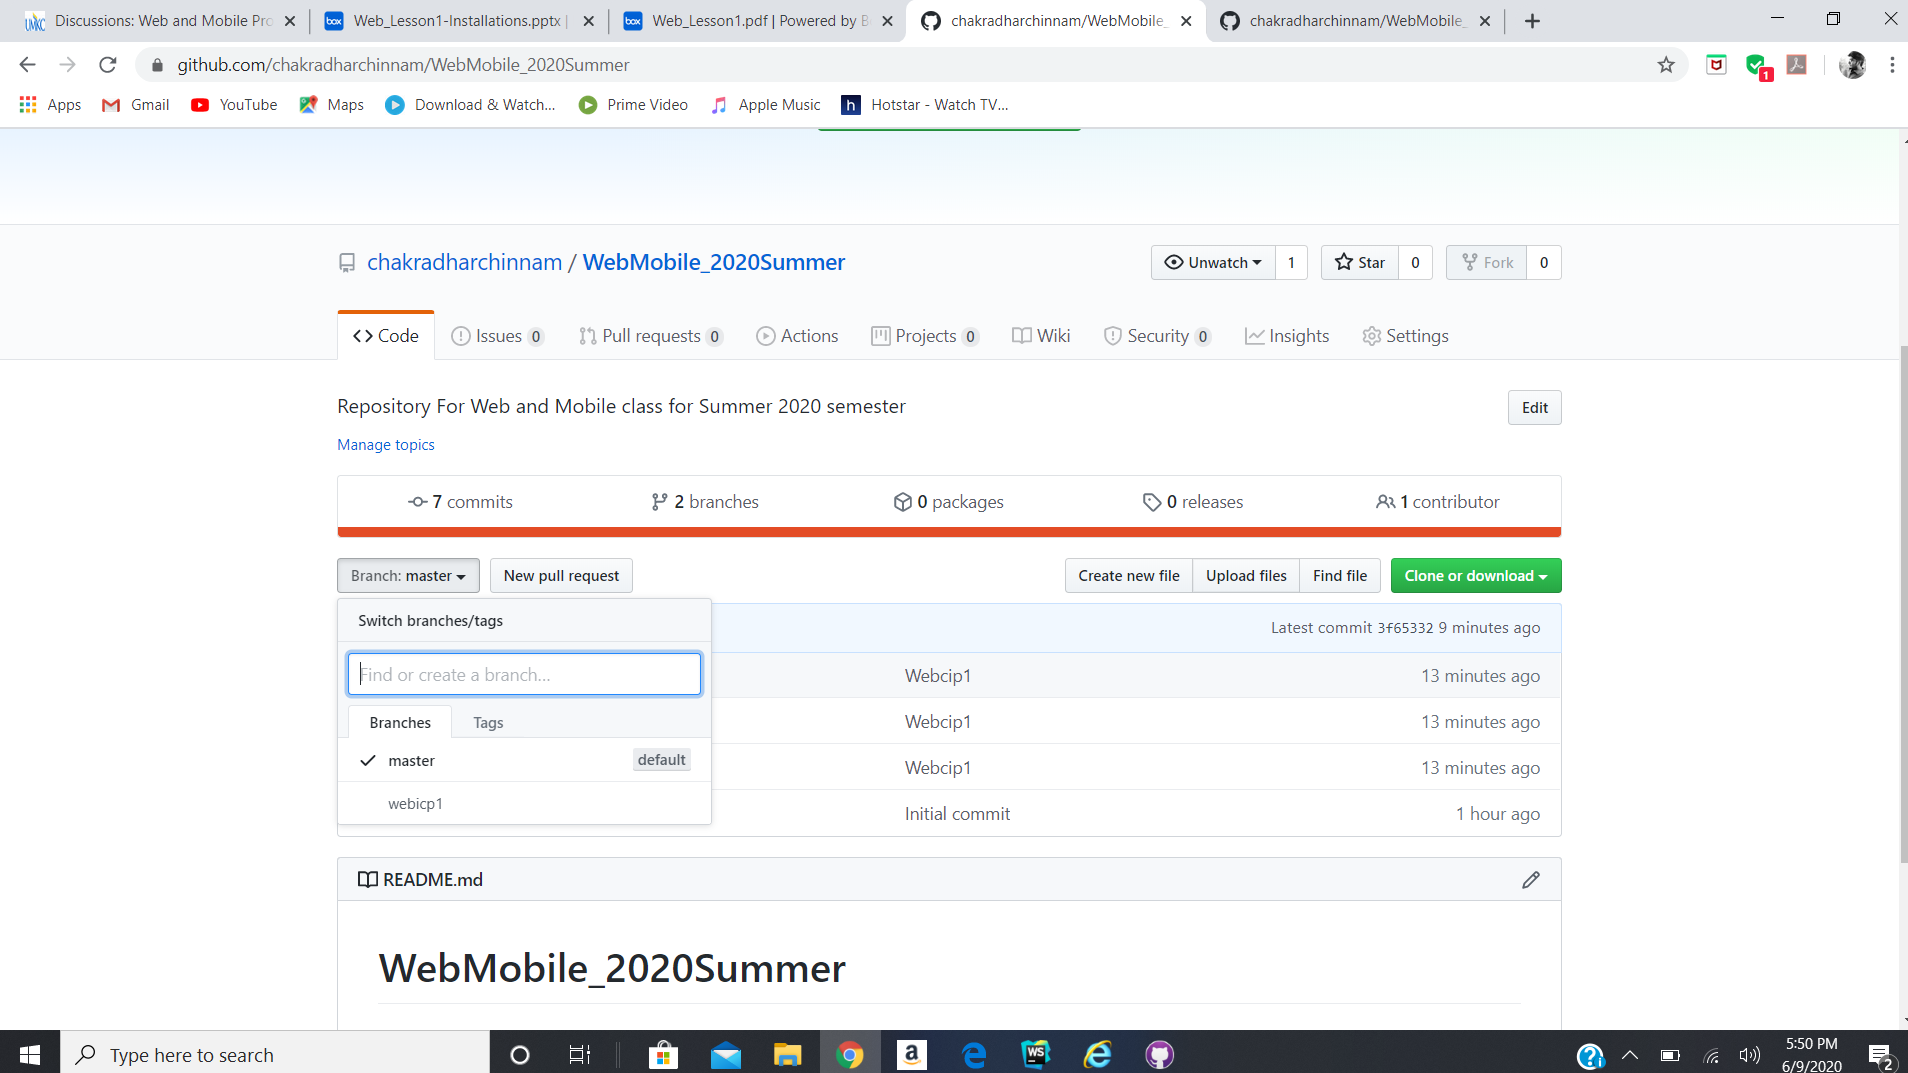 Discussions: Web and Mobile Pro
Web_Lesson1-Installations.pptx |
Web_Lesson1.pdf | Powered by B
chakradharchinnam/WebMobile_
chakradharchinnam/WebMobile_
github.com/chakradharchinnam/WebMobile_2020Summer
1
Apps
Gmail
YouTube
Maps
Download & Watch...
Prime Video
Apple Music
h
Hotstar - Watch TV...
chakradharchinnam / WebMobile_2020Summer
Unwatch 1
Star 0
Fork 0
Code
Issues 0
Pull requests 0
Actions
Projects 0
Wiki
Security 0
Insights
Settings
Repository For Web and Mobile class for Summer 2020 semester
Edit
Manage topics
7 commits
2 branches
0 packages
0 releases
1 contributor
Branch: master
New pull request
Create new file
Upload files
Find file
Clone or download
Switch branches/tags
Find or create a branch...
Branches
Tags
master
default
webicp1
Latest commit 3f65332 9 minutes ago
Webcip1 13 minutes ago
Webcip1 13 minutes ago
Webcip1 13 minutes ago
Initial commit 1 hour ago
README.md
WebMobile_2020Summer
Type here to search
5:50 PM
6/9/2020
2